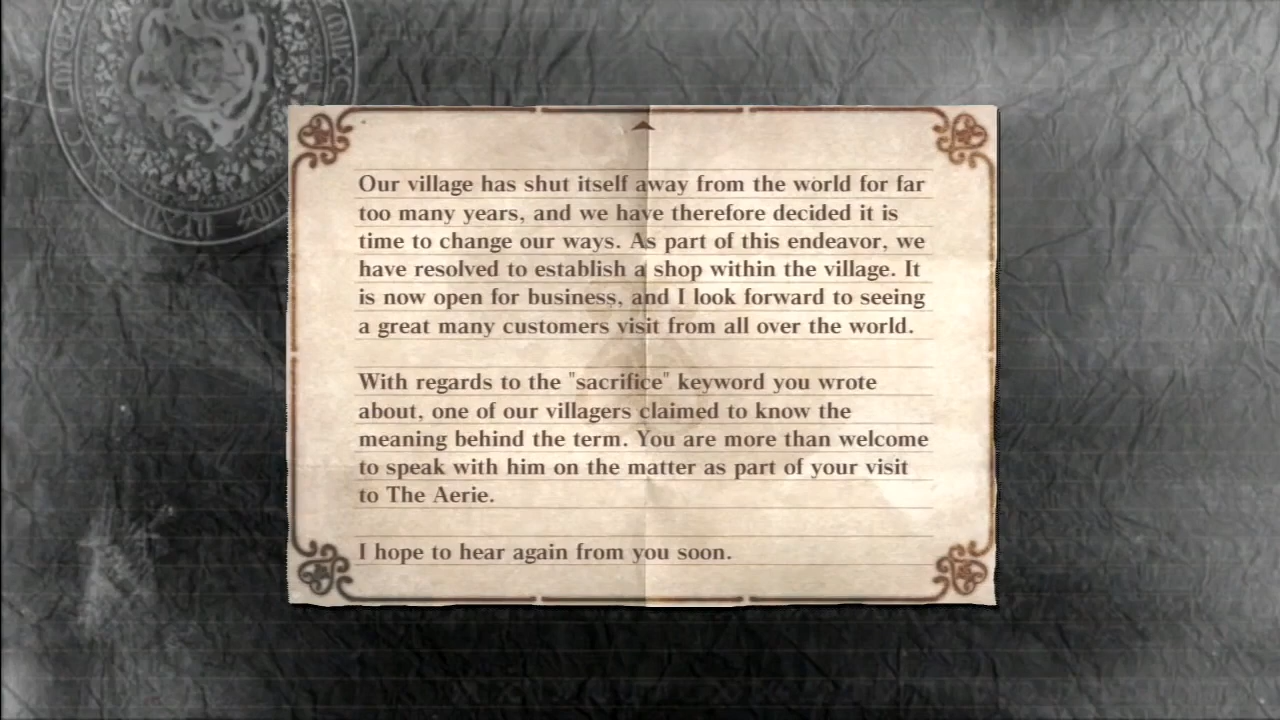 Our village has shut itself away from the world for far
too many years, and we have therefore decided it is
time to change our ways. As part of this endeavor, we
have resolved to establish a shop within the village. It
is now open for business, and I look forward to seeing
a great many customers visit from all over the world.
With regards to the "sacrifice" keyword you wrote
about, one of our villagers claimed to know the
meaning behind the term. You are more than welcome
to speak with him on the matter as part of your visit
to The Aerie.
I hope to hear again from you soon.